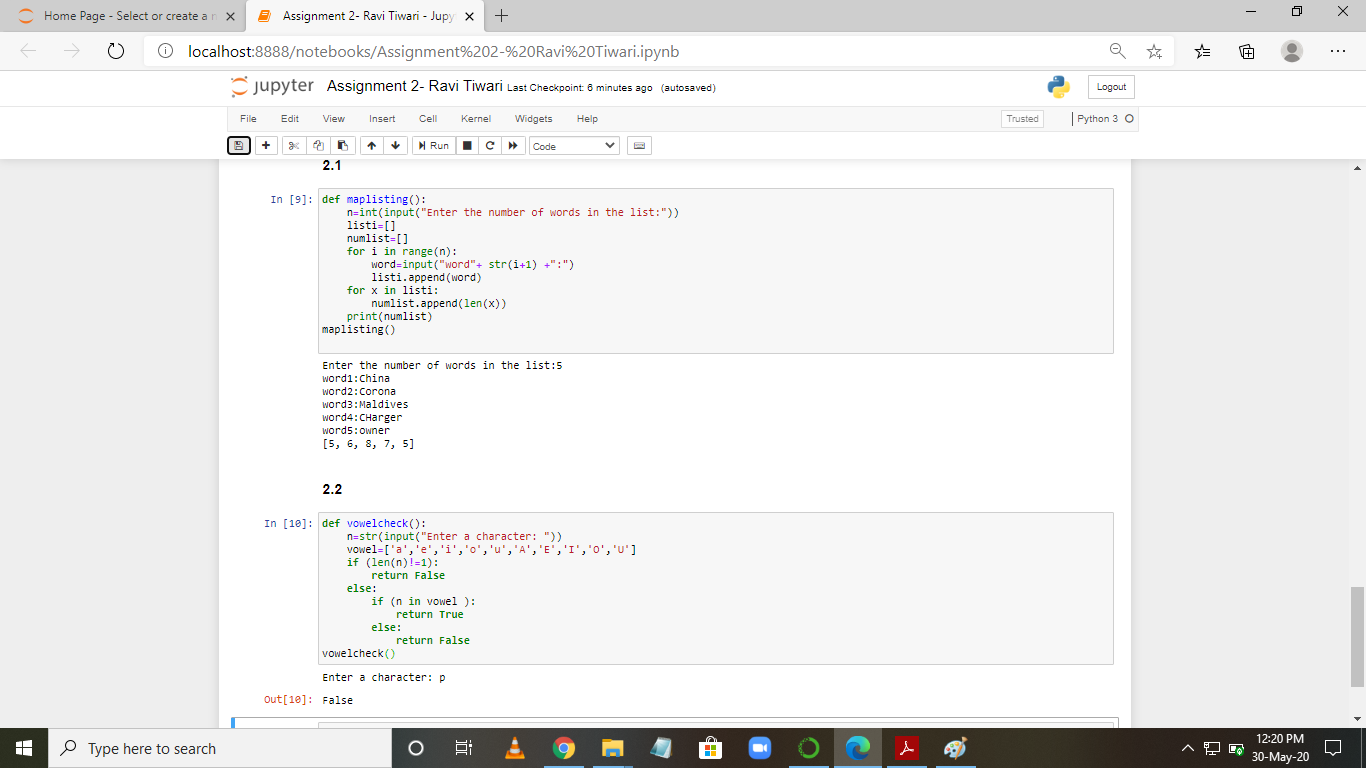 Home Page - Select or create a n
Assignment 2- Ravi Tiwari - Jupy
localhost:8888/notebooks/Assignment%202-%20Ravi%20Tiwari.ipynb
jupyter Assignment 2- Ravi Tiwari Last Checkpoint: 6 minutes ago (autosaved)
Logout
File Edit View Insert Cell Kernel Widgets Help
Trusted
Python 3
Run
Code
2.1
In [9]: def maplisting():
    n=int(input("Enter the number of words in the list:"))
    listi=[]
    numlist=[]
    for i in range(n):
        word=input("word"+ str(i+1) +":")
        listi.append(word)
    for x in listi:
        numlist.append(len(x))
    print(numlist)
maplisting()
Enter the number of words in the list:5
word1:China
word2:Corona
word3:Maldives
word4:CHarger
word5:owner
[5, 6, 8, 7, 5]
2.2
In [10]: def vowelcheck():
    n=str(input("Enter a character: "))
    vowel=['a','e','i','o','u','A','E','I','O','U']
    if (len(n)!=1):
        return False
    else:
        if (n in vowel ):
            return True
        else:
            return False
vowelcheck()
Enter a character: p
Out[10]: False
Type here to search
12:20 PM
30-May-20